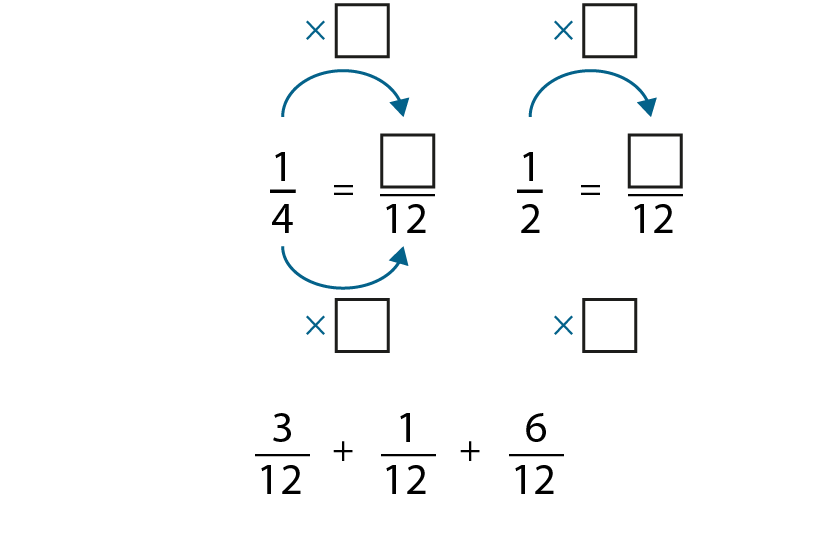 × ×
1/4 = /12 1/2 = /12
× ×
3/12 + 1/12 + 6/12